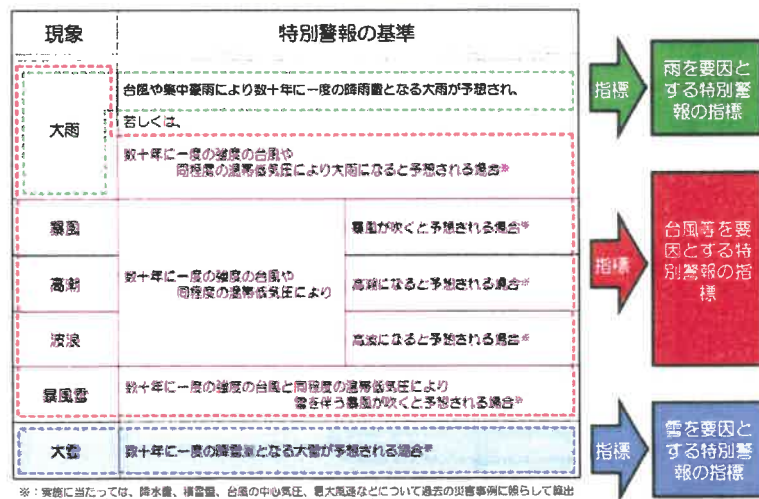 現象
特別警報の基準
大雨
台風や集中豪雨により数十年に一度の降雨量となる大雨が予想され、
若しくは、
数十年に一度の強度の台風や
同程度の温帯低気圧により大雨になると予想される場合※
暴風
高潮
波浪
数十年に一度の強度の台風や
同程度の温帯低気圧により
暴風が吹くと予想される場合※
高潮になると予想される場合※
高波になると予想される場合※
暴風雪
数十年に一度の強度の台風と同程度の温帯低気圧により
雪を伴う暴風が吹くと予想される場合※
大雪
数十年に一度の降雪量となる大雪が予想される場合※
※：実施に当たっては、降水量、積雪量、台風の中心気圧、最大風速などについて過去の災害事例に照らして算出
指標
雨を要因と
する特別警
報の指標
指標
台風等を要
因とする特
別警報の指
標
指標
雪を要因と
する特別警
報の指標